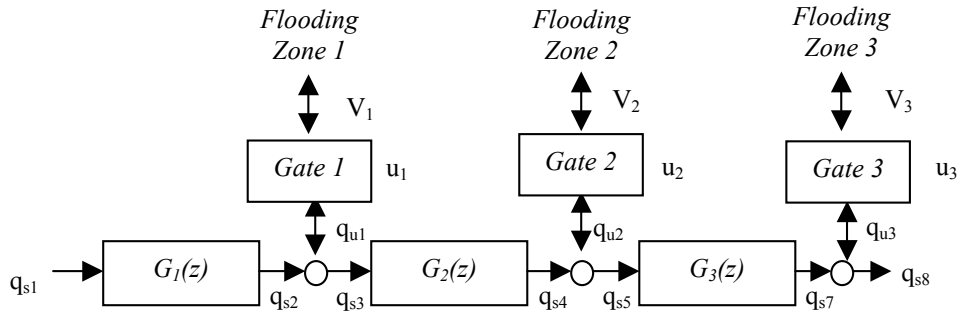 Flooding
Zone 1
Flooding
Zone 2
Flooding
Zone 3
V1
V2
V3
Gate 1
u1
Gate 2
u2
Gate 3
u3
qu1
qu2
qu3
qs1
G1(z)
qs2
qs3
G2(z)
qs4
qs5
G3(z)
qs7
qs8